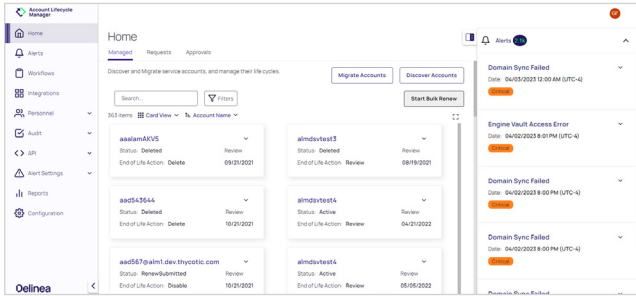 Account Lifecycle
Manager
GF
Home
Alerts
Workflows
Integrations
Personnel
Audit
API
Alert Settings
Reports
Configuration
Delinea
Home
Managed Requests Approvals
Discover and Migrate service accounts, and manage their life cycles.
Migrate Accounts Discover Accounts
Search... Filters Start Bulk Renew
363 items Card View Account Name
aaalamAKV5
Status: Deleted Review
End of Life Action: Delete 09/21/2021
almdsvtest3
Status: Deleted Review
End of Life Action: Review 08/19/2021
aad543644
Status: Deleted Review
End of Life Action: Delete 10/21/2021
almdsvtest4
Status: Active Review
End of Life Action: Review 04/21/2022
aad567@alm1.dev.thycotic.com
Status: RenewSubmitted Review
End of Life Action: Disable 10/21/2021
almdsvtest4
Status: Active Review
End of Life Action: Review 05/05/2022
Alerts 2.1k
Domain Sync Failed
Date: 04/03/2023 12:00 AM (UTC-4)
Critical
Engine Vault Access Error
Date: 04/02/2023 8:01 PM (UTC-4)
Critical
Domain Sync Failed
Date: 04/02/2023 8:00 PM (UTC-4)
Critical
Domain Sync Failed
Date: 04/02/2023 8:00 PM (UTC-4)
Critical
Domain Sync Failed